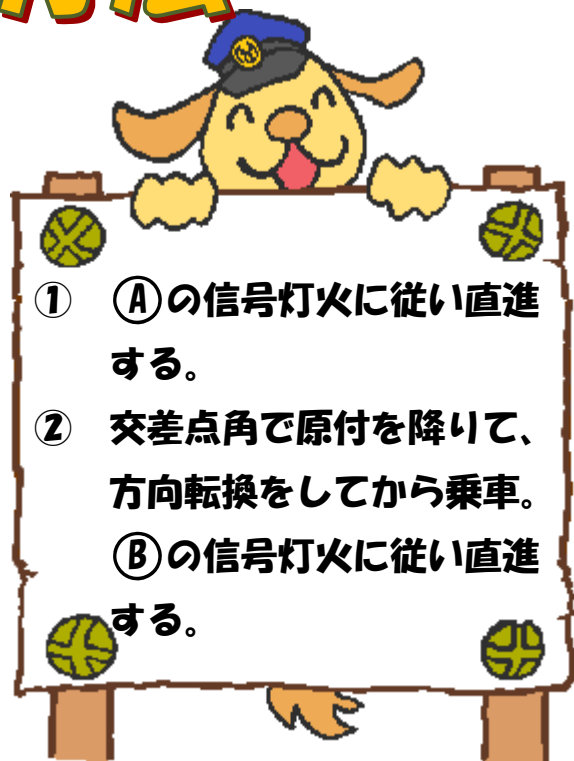 方法
① Ⓐの信号灯火に従い直進
する。
② 交差点角で原付を降りて、
方向転換をしてから乗車。
Ⓑの信号灯火に従い直進
する。